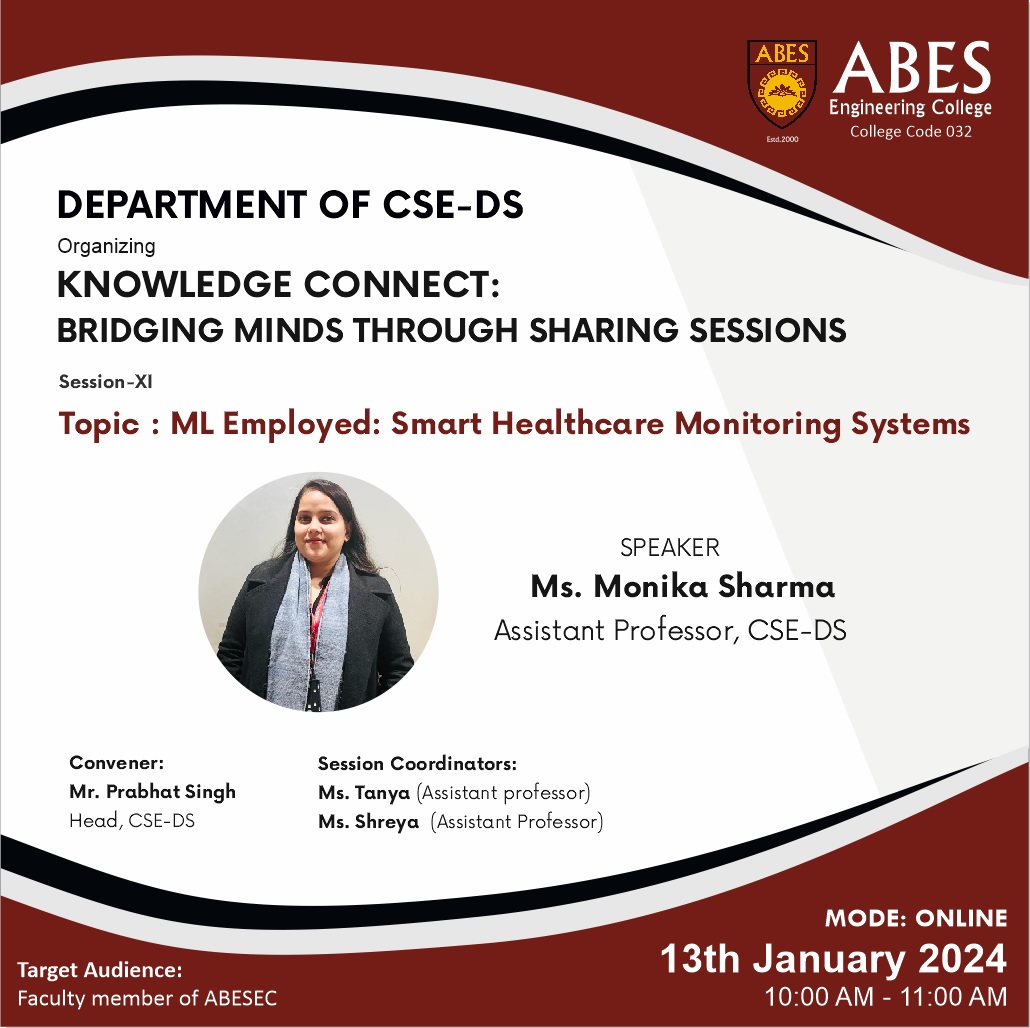 ABES
ABES
Engineering College
College Code 032
Estd.2000
DEPARTMENT OF CSE-DS
Organizing
KNOWLEDGE CONNECT:
BRIDGING MINDS THROUGH SHARING SESSIONS
Session-XI
Topic : ML Employed: Smart Healthcare Monitoring Systems
SPEAKER
Ms. Monika Sharma
Assistant Professor, CSE-DS
Convener:
Mr. Prabhat Singh
Head, CSE-DS
Session Coordinators:
Ms. Tanya (Assistant professor)
Ms. Shreya (Assistant Professor)
MODE: ONLINE
13th January 2024
10:00 AM - 11:00 AM
Target Audience:
Faculty member of ABESEC